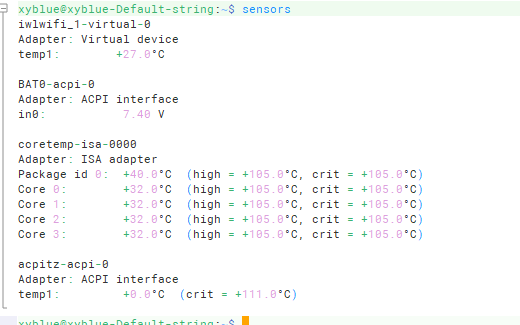 xyblue@xyblue-Default-string:~$ sensors
iwlwifi_1-virtual-0
Adapter: Virtual device
temp1:        +27.0°C

BAT0-acpi-0
Adapter: ACPI interface
in0:           7.40 V

coretemp-isa-0000
Adapter: ISA adapter
Package id 0:  +40.0°C  (high = +105.0°C, crit = +105.0°C)
Core 0:        +32.0°C  (high = +105.0°C, crit = +105.0°C)
Core 1:        +32.0°C  (high = +105.0°C, crit = +105.0°C)
Core 2:        +32.0°C  (high = +105.0°C, crit = +105.0°C)
Core 3:        +32.0°C  (high = +105.0°C, crit = +105.0°C)

acpitz-acpi-0
Adapter: ACPI interface
temp1:         +0.0°C  (crit = +111.0°C)

xyblue@xyblue-Default-string:~$